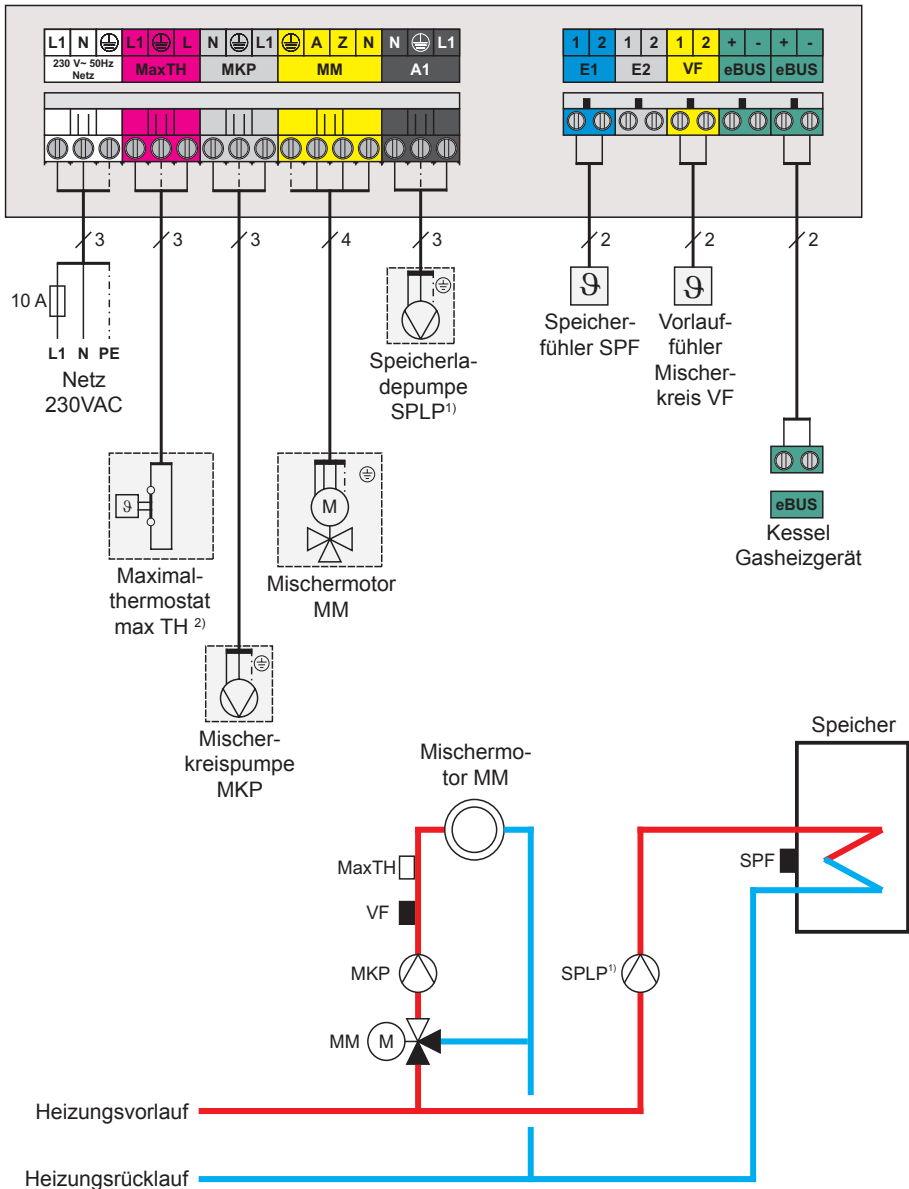 L1 N L1 L N L1 A Z N N L1
230 V~ 50Hz
Netz
MaxTH MKP MM A1
1 2 1 2 1 2 + - + -
E1 E2 VF eBUS eBUS
3 3 3 4 3 2 2 2
10 A
L1 N PE
Netz
230VAC
Speicherla-
depumpe
SPLP1)
ϑ
Speicher-
fühler SPF
ϑ
Vorlauf-
fühler
Mischer-
kreis VF
eBUS
Kessel
Gasheizgerät
ϑ
Maximal-
thermostat
max TH 2)
M
Mischermotor
MM
Mischer-
kreispumpe
MKP
Mischermo-
tor MM
Speicher
MaxTH
VF
MKP
MM M
SPLP1)
SPF
Heizungsvorlauf
Heizungsrücklauf